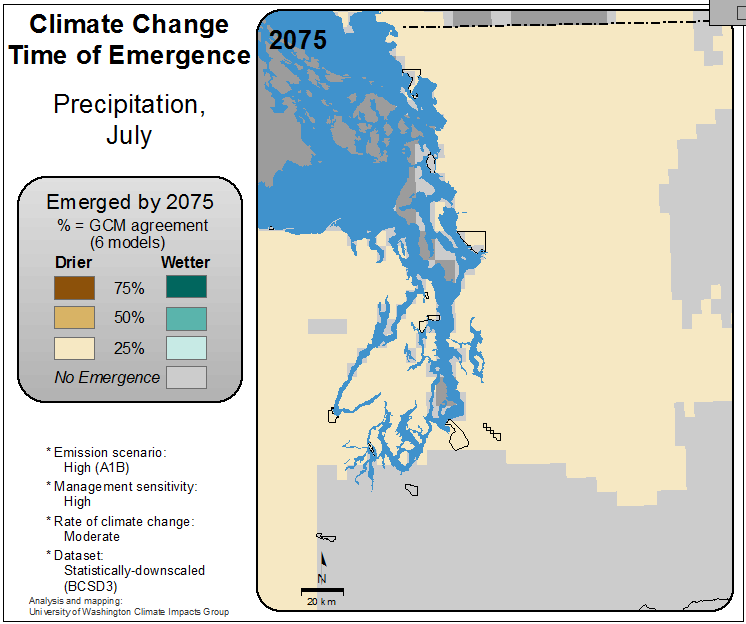 Climate Change
Time of Emergence
Precipitation,
July
Emerged by 2075
% = GCM agreement
(6 models)
Drier Wetter
75%
50%
25%
No Emergence
* Emission scenario:
High (A1B)
* Management sensitivity:
High
* Rate of climate change:
Moderate
* Dataset:
Statistically-downscaled
(BCSD3)
Analysis and mapping:
University of Washington Climate Impacts Group
2075
N
20 km